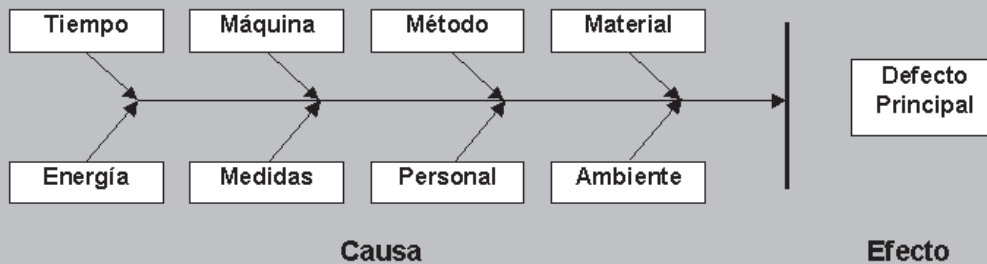 Tiempo
Máquina
Método
Material
Defecto
Principal
Energía
Medidas
Personal
Ambiente
Causa
Efecto